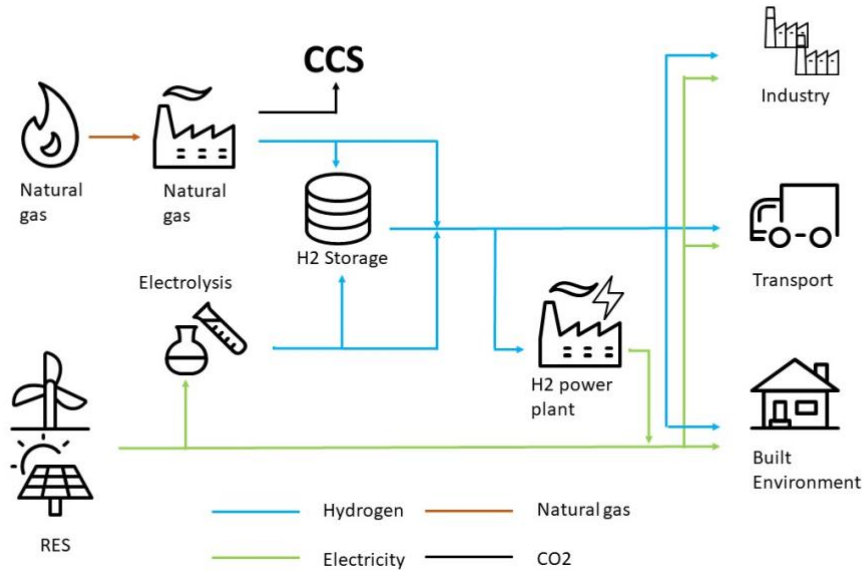 CCS
Industry
Natural
gas
Natural
gas
H2 Storage
Electrolysis
Transport
H2 power
plant
Built
Environment
RES
Hydrogen
Natural gas
Electricity
CO2